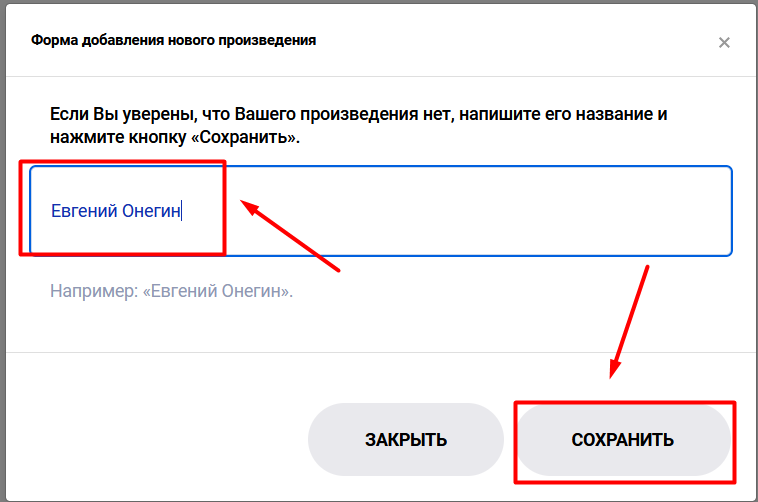 Форма добавления нового произведения
×
Если Вы уверены, что Вашего произведения нет, напишите его название и
нажмите кнопку «Сохранить».
Евгений Онегин
Например: «Евгений Онегин».
ЗАКРЫТЬ
СОХРАНИТЬ